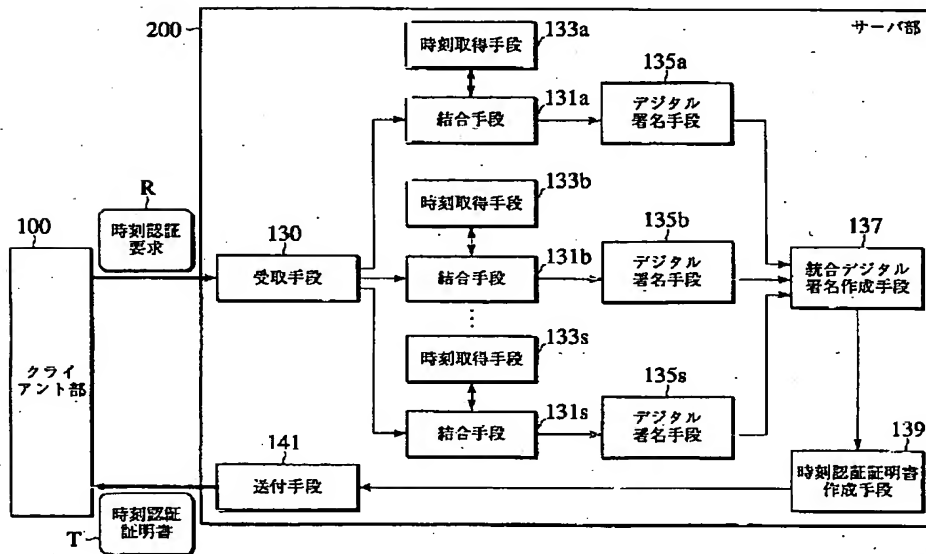 200
サーバ部
133a
時刻取得手段
131a
結合手段
135a
デジタル
署名手段
133b
時刻取得手段
R
時刻認証
要求
100
クライ
アント部
130
受取手段
131b
結合手段
135b
デジタル
署名手段
137
統合デジタル
署名作成手段
⋮
133s
時刻取得手段
131s
結合手段
135s
デジタル
署名手段
139
時刻認証証明書
作成手段
141
送付手段
T
時刻認証
証明書